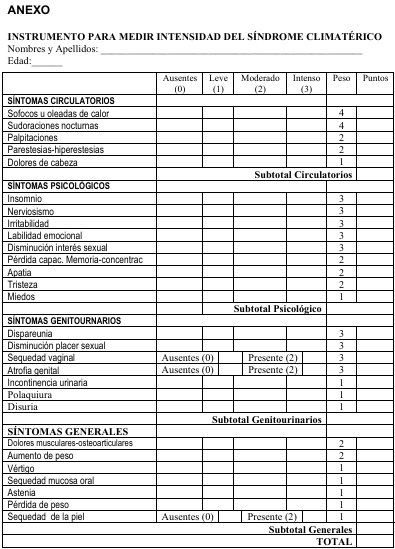 ANEXO
INSTRUMENTO PARA MEDIR INTENSIDAD DEL SÍNDROME CLIMATÉRICO
Nombres y Apellidos: ______________________________________________
Edad:______
Ausentes (0) Leve (1) Moderado (2) Intenso (3) Peso Puntos
SÍNTOMAS CIRCULATORIOS
Sofocos u oleadas de calor 4
Sudoraciones nocturnas 4
Palpitaciones 2
Parestesias-hiperestesias 2
Dolores de cabeza 1
Subtotal Circulatorios
SÍNTOMAS PSICOLÓGICOS
Insomnio 3
Nerviosismo 3
Irritabilidad 3
Labilidad emocional 3
Disminución interés sexual 3
Pérdida capac. Memoria-concentrac 2
Apatia 2
Tristeza 2
Miedos 1
Subtotal Psicológico
SÍNTOMAS GENITOURNARIOS
Dispareunia 3
Disminución placer sexual 3
Sequedad vaginal Ausentes (0) Presente (2) 3
Atrofia genital Ausentes (0) Presente (2) 3
Incontinencia urinaria 1
Polaquiura 1
Disuria 1
Subtotal Genitourinarios
SÍNTOMAS GENERALES
Dolores musculares-osteoarticulares 2
Aumento de peso 2
Vértigo 1
Sequedad mucosa oral 1
Astenia 1
Pérdida de peso 1
Sequedad de la piel Ausentes (0) Presente (2) 1
Subtotal Generales
TOTAL